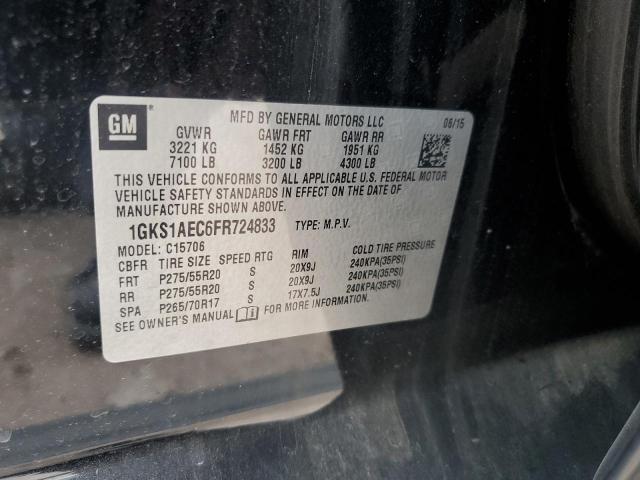 GM
MFD BY GENERAL MOTORS LLC 06/15
GVWR GAWR FRT GAWR RR
3221 KG 1452 KG 1951 KG
7100 LB 3200 LB 4300 LB
THIS VEHICLE CONFORMS TO ALL APPLICABLE U.S. FEDERAL MOTOR
VEHICLE SAFETY STANDARDS IN EFFECT ON THE DATE OF
MANUFACTURE SHOWN ABOVE.
1GKS1AEC6FR724833 TYPE: M.P.V.
MODEL: C15706
CBFR TIRE SIZE SPEED RTG RIM COLD TIRE PRESSURE
FRT P275/55R20 S 20X9J 240KPA(35PSI)
RR P275/55R20 S 20X9J 240KPA(35PSI)
SPA P265/70R17 S 17X7.5J 240KPA(35PSI)
SEE OWNER'S MANUAL FOR MORE INFORMATION.